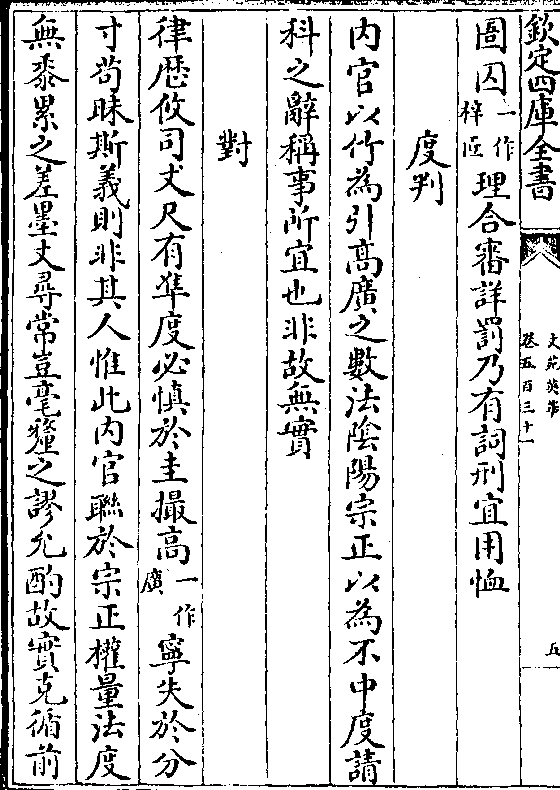 欽定四庫全書
文苑英華
卷五百三十一
五
圄囚一作梓匠理合審詳罰乃有詞刑宜用恤
度判
内官以竹為引高廣之數法陰陽宗正以為不中度請
科之辭稱事所宜也非故無實
對
律歴攸司丈尺有凖度必慎於圭撮高一作廣寧失於分
寸苟昧斯義則非其人惟此内官聯於宗正權量法度
無黍累之差墨丈尋常豈毫釐之謬允酌故實克循前